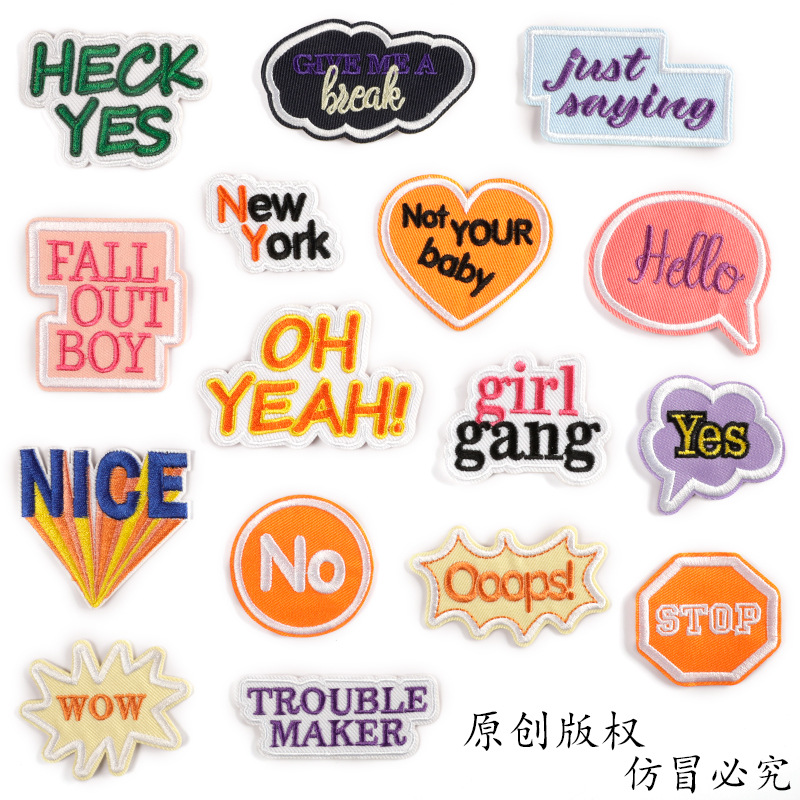 HECK
YES
GIVE ME A
break
just
saying
New
York
Not YOUR
baby
Hello
FALL
OUT
BOY
OH
YEAH!
girl
gang
Yes
NICE
No
Ooops!
STOP
WOW
TROUBLE
MAKER
原创版权
仿冒必究